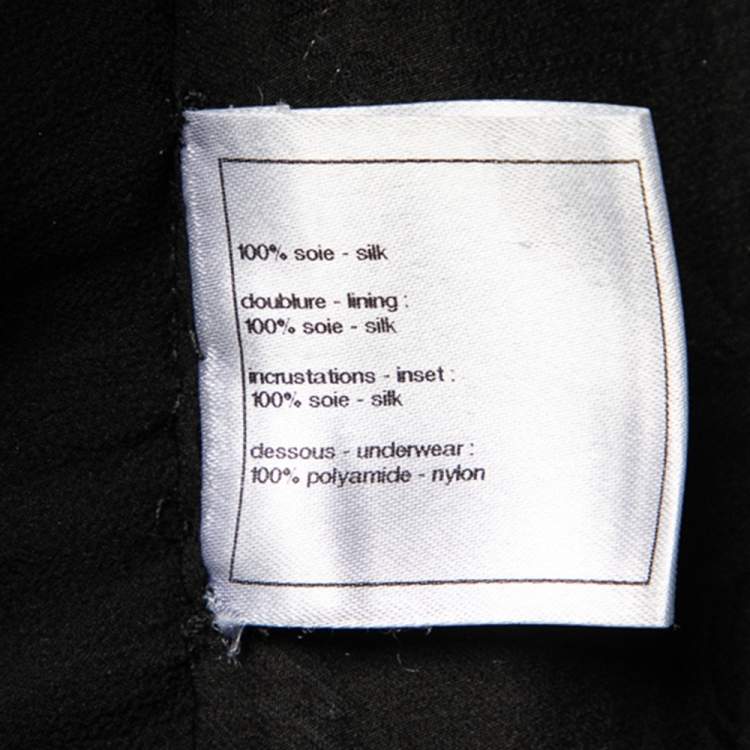 100% soie - silk
doublure - lining :
100% soie - silk
incrustations - inset :
100% soie - silk
dessous - underwear :
100% polyamide - nylon